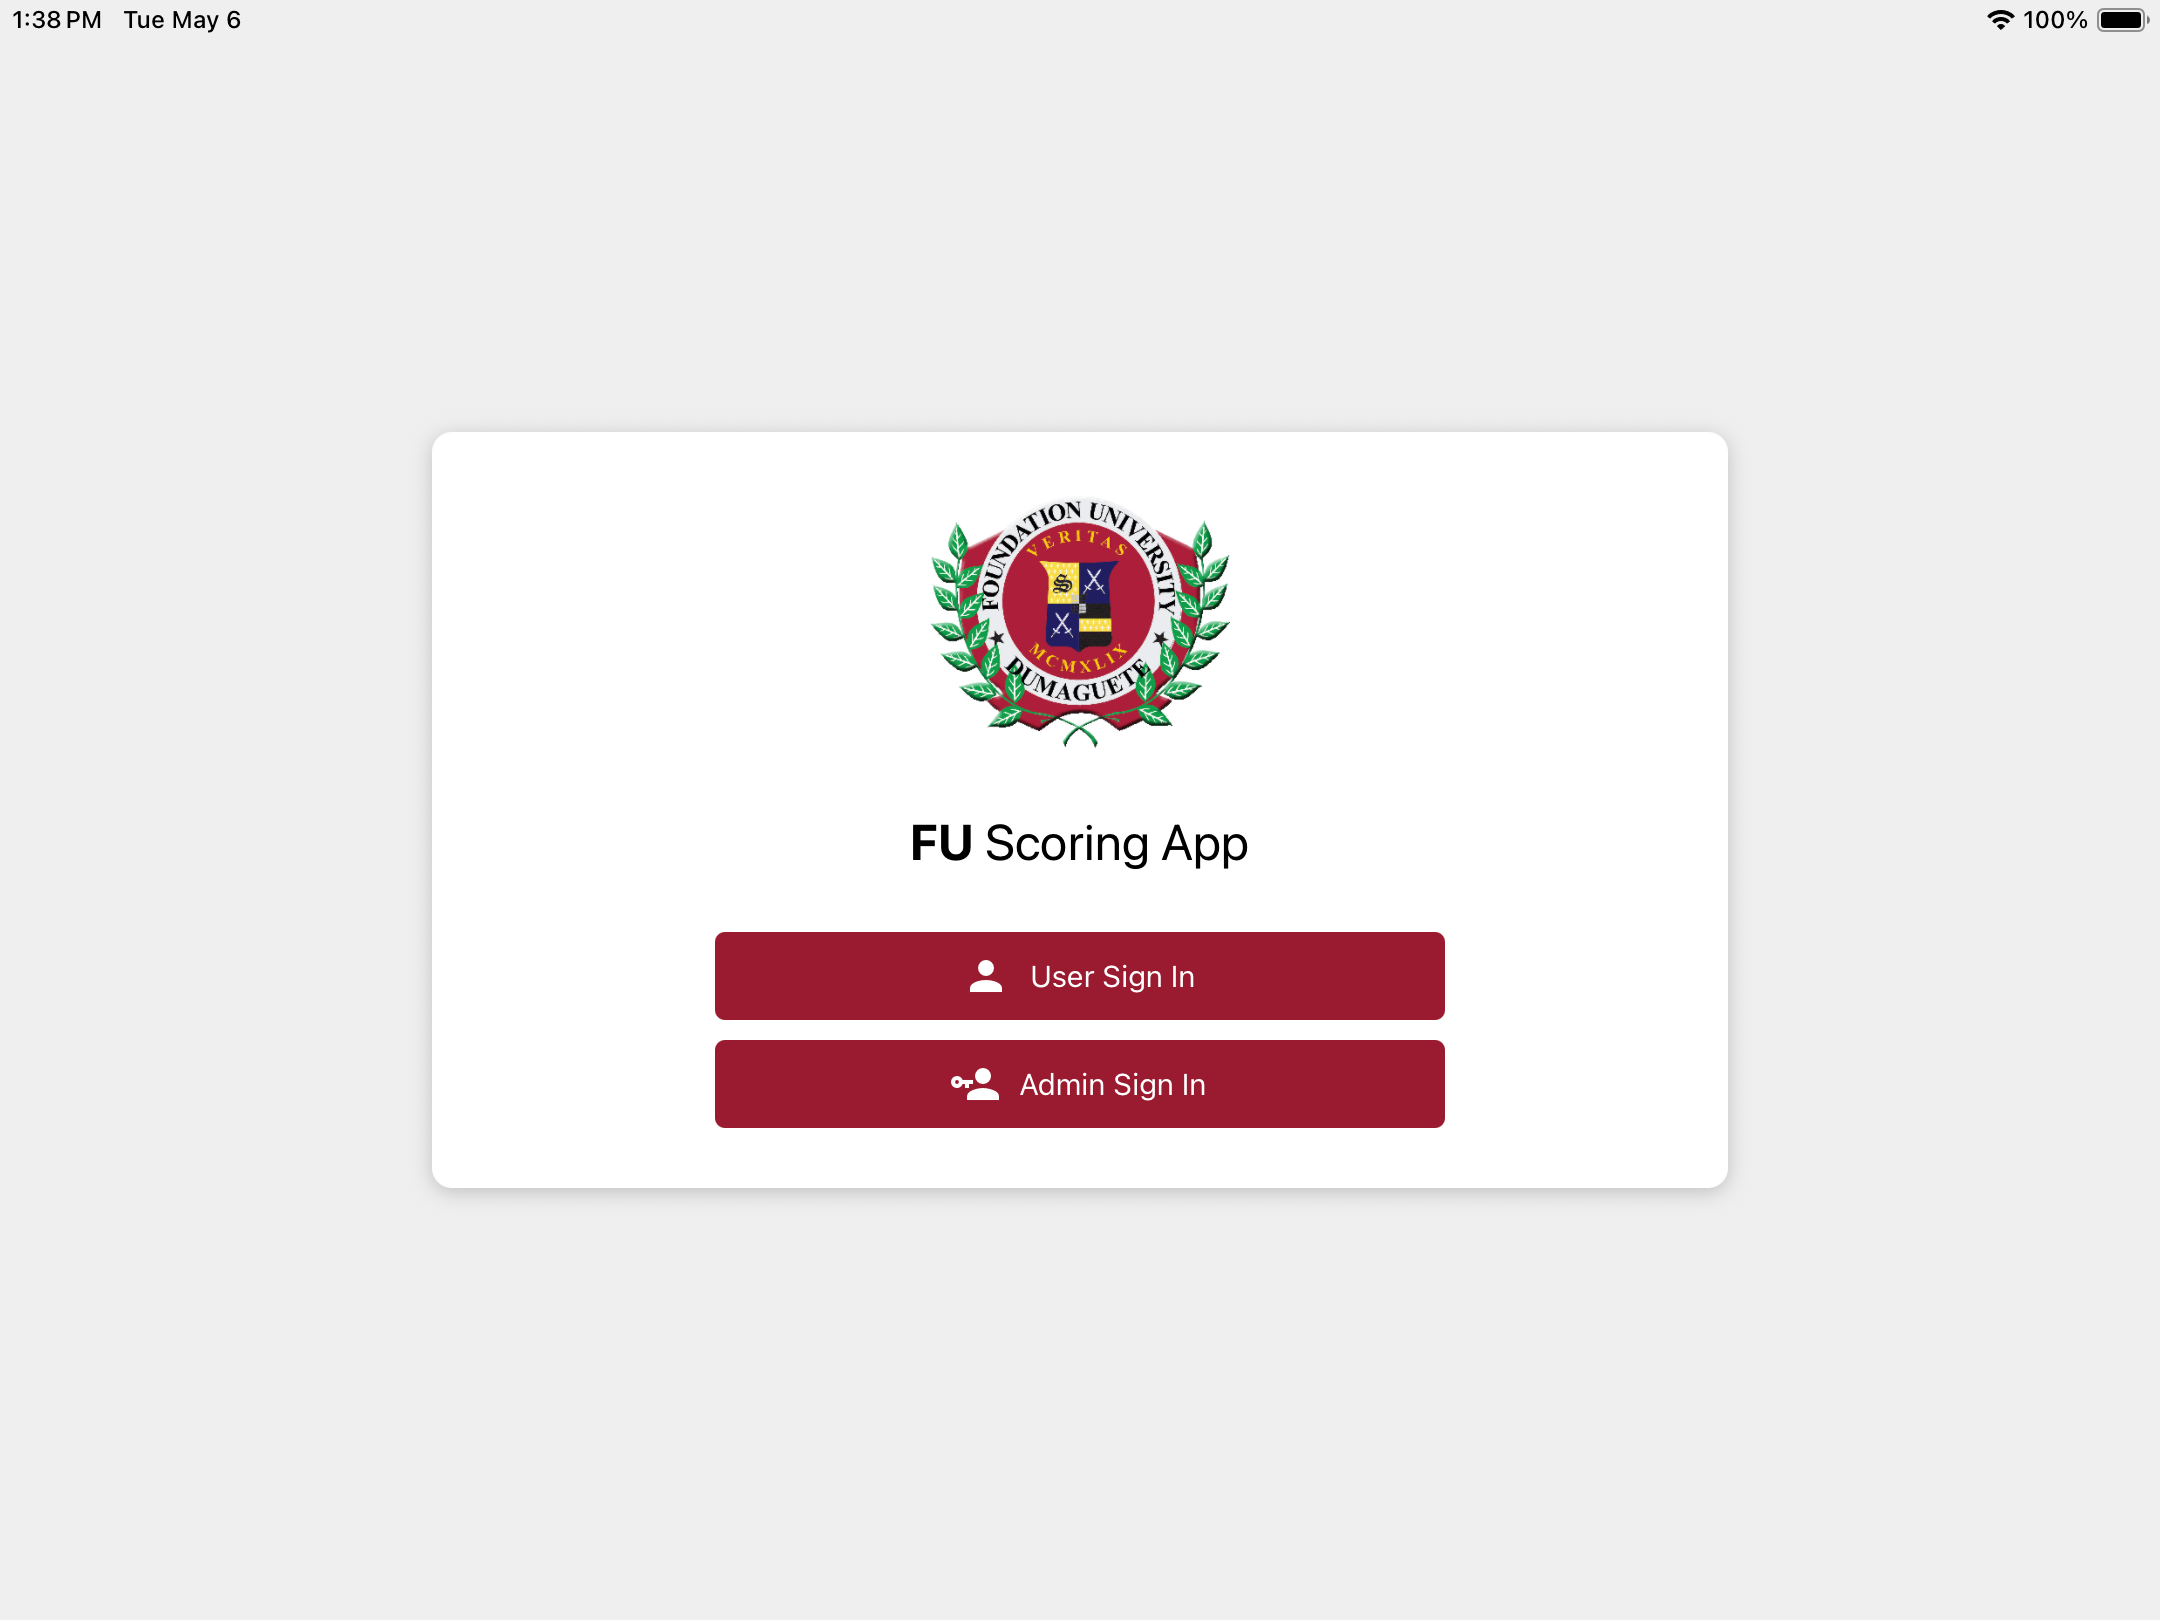 1:38 PM Tue May 6
100%
FOUNDATION UNIVERSITY
VERITAS
S
MCMXLIX
DUMAGUETE
FU Scoring App
User Sign In
Admin Sign In